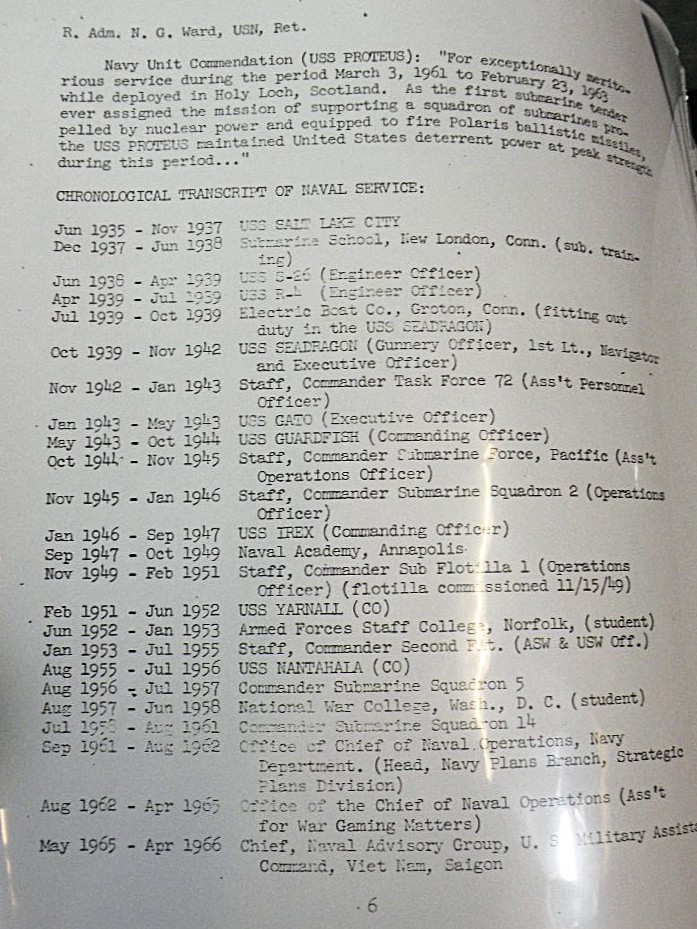 R. Adm. N. G. Ward, USN, Ret.
Navy Unit Commendation (USS PROTEUS): "For exceptionally merito-
rious service during the period March 3, 1961 to February 23, 1963
while deployed in Holy Loch, Scotland. As the first submarine tender
ever assigned the mission of supporting a squadron of submarines pro-
pelled by nuclear power and equipped to fire Polaris ballistic missiles,
the USS PROTEUS maintained United States deterrent power at peak strength
during this period..."
CHRONOLOGICAL TRANSCRIPT OF NAVAL SERVICE:
Jun 1935 - Nov 1937 USS SALT LAKE CITY
Dec 1937 - Jun 1938 Submarine School, New London, Conn. (sub. train-
ing)
Jun 1938 - Apr 1939 USS S-26 (Engineer Officer)
Apr 1939 - Jul 1939 USS R-4 (Engineer Officer)
Jul 1939 - Oct 1939 Electric Boat Co., Groton, Conn. (fitting out
duty in the USS SEADRAGON)
Oct 1939 - Nov 1942 USS SEADRAGON (Gunnery Officer, 1st Lt., Navigator
and Executive Officer)
Nov 1942 - Jan 1943 Staff, Commander Task Force 72 (Ass't Personnel
Officer)
Jan 1943 - May 1943 USS GATO (Executive Officer)
May 1943 - Oct 1944 USS GUARDFISH (Commanding Officer)
Oct 1944 - Nov 1945 Staff, Commander Submarine Force, Pacific (Ass't
Operations Officer)
Nov 1945 - Jan 1946 Staff, Commander Submarine Squadron 2 (Operations
Officer)
Jan 1946 - Sep 1947 USS IREX (Commanding Officer)
Sep 1947 - Oct 1949 Naval Academy, Annapolis
Nov 1949 - Feb 1951 Staff, Commander Sub Flotilla 1 (Operations
Officer) (flotilla commissioned 11/15/49)
Feb 1951 - Jun 1952 USS YARNALL (CO)
Jun 1952 - Jan 1953 Armed Forces Staff College, Norfolk, (student)
Jan 1953 - Jul 1955 Staff, Commander Second Flt. (ASW & USW Off.)
Aug 1955 - Jul 1956 USS NANTAHALA (CO)
Aug 1956 - Jul 1957 Commander Submarine Squadron 5
Aug 1957 - Jun 1958 National War College, Wash., D. C. (student)
Jul 1958 - Aug 1961 Commander Submarine Squadron 14
Sep 1961 - Aug 1962 Office of Chief of Naval Operations, Navy
Department. (Head, Navy Plans Branch, Strategic
Plans Division)
Aug 1962 - Apr 1965 Office of the Chief of Naval Operations (Ass't
for War Gaming Matters)
May 1965 - Apr 1966 Chief, Naval Advisory Group, U. S Military Assist
Command, Viet Nam, Saigon
6